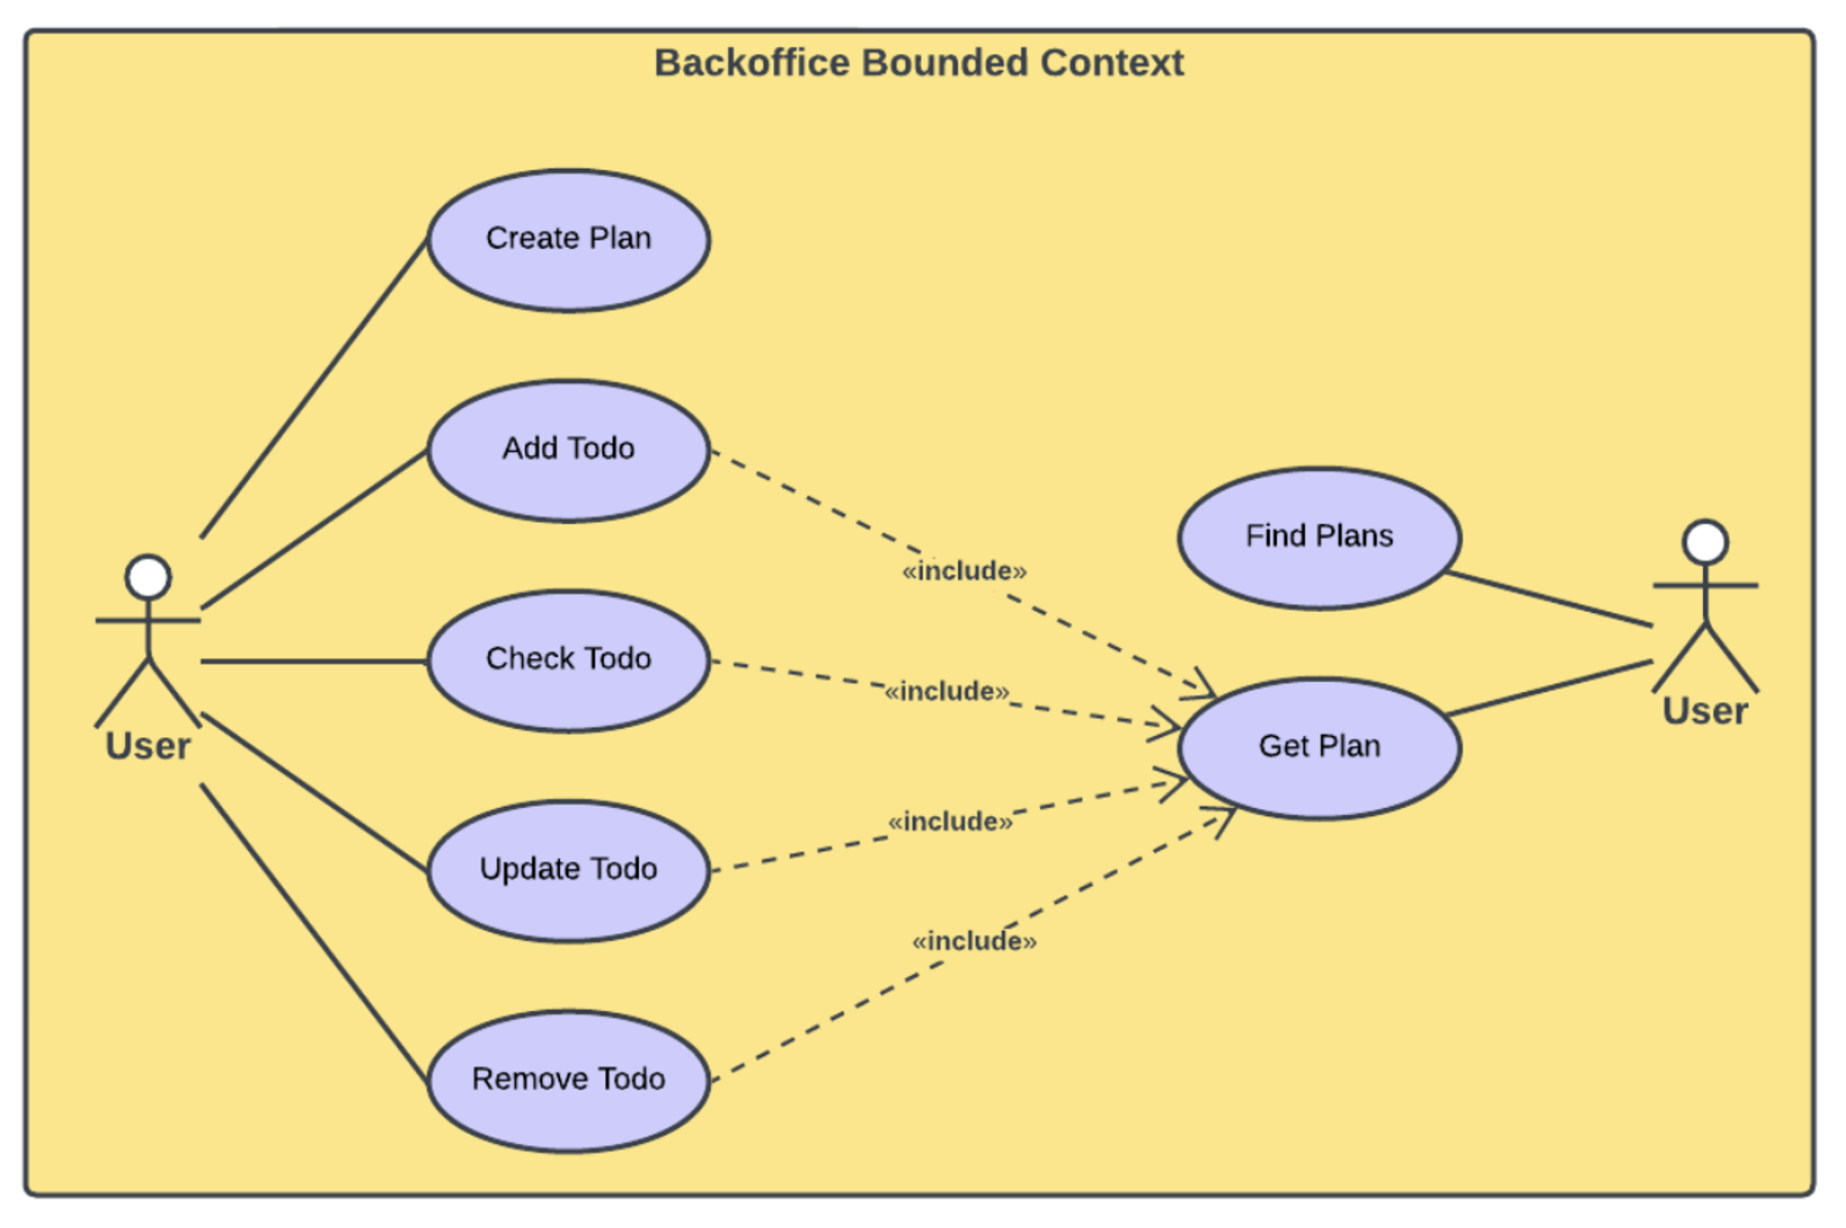 Backoffice Bounded Context
Create Plan
Add Todo
Find Plans
«include»
Check Todo
«include»
User
User
Get Plan
«include»
Update Todo
«include»
Remove Todo